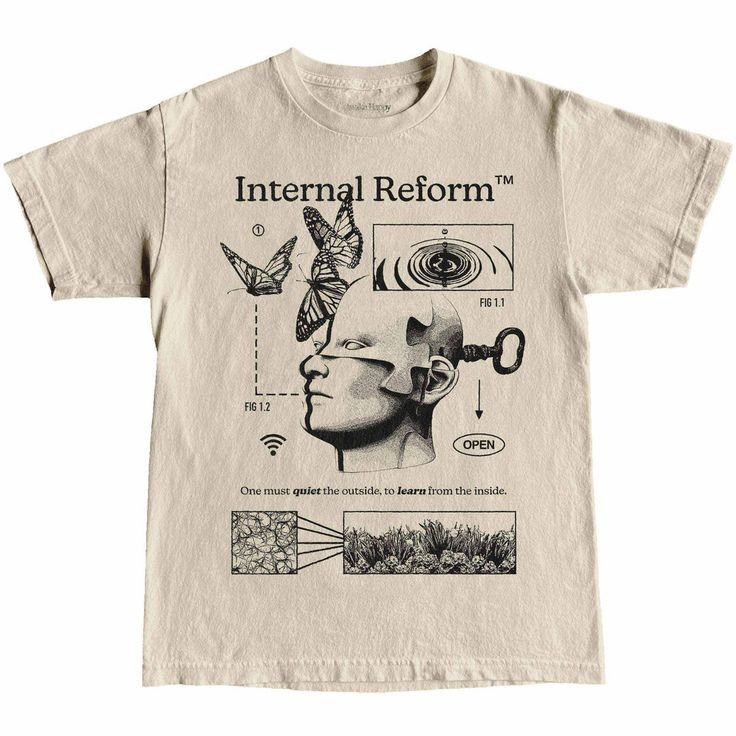 Internal Reform™
①
FIG 1.1
FIG 1.2
OPEN
One must quiet the outside, to learn from the inside.